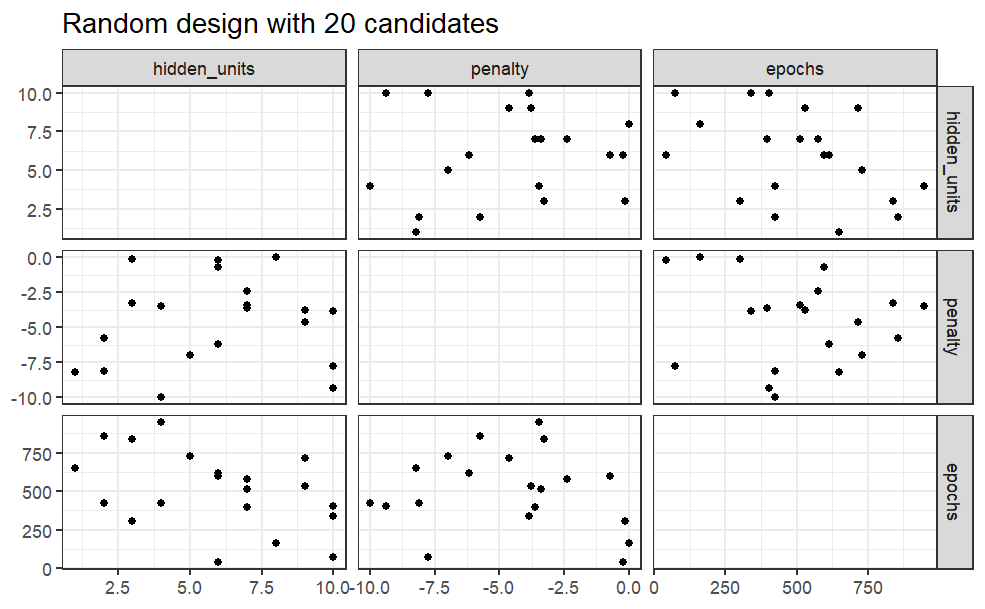 Random design with 20 candidates
hidden_units penalty epochs
10.0
7.5
5.0
2.5
hidden_units
0.0
-2.5
-5.0
-7.5
-10.0
penalty
750
500
250
0
epochs
2.5 5.0 7.5 10.0 -10.0 -7.5 -5.0 -2.5 0.0 0 250 500 750